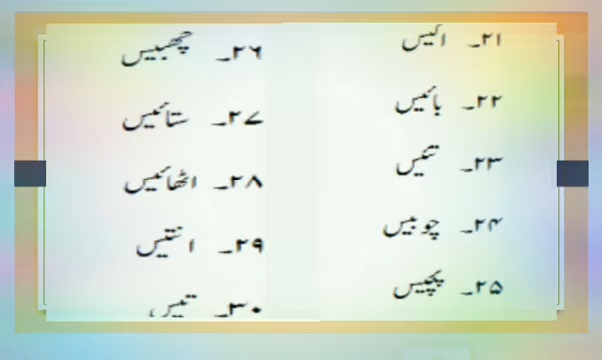 ۲۱۔ اکیس
۲۲۔ بائیس
۲۳۔ تئیس
۲۴۔ چوبیس
۲۵۔ پچیس
۲۶۔ چھبیس
۲۷۔ ستائیس
۲۸۔ اٹھائیس
۲۹۔ انتیس
۳۰۔ تیس